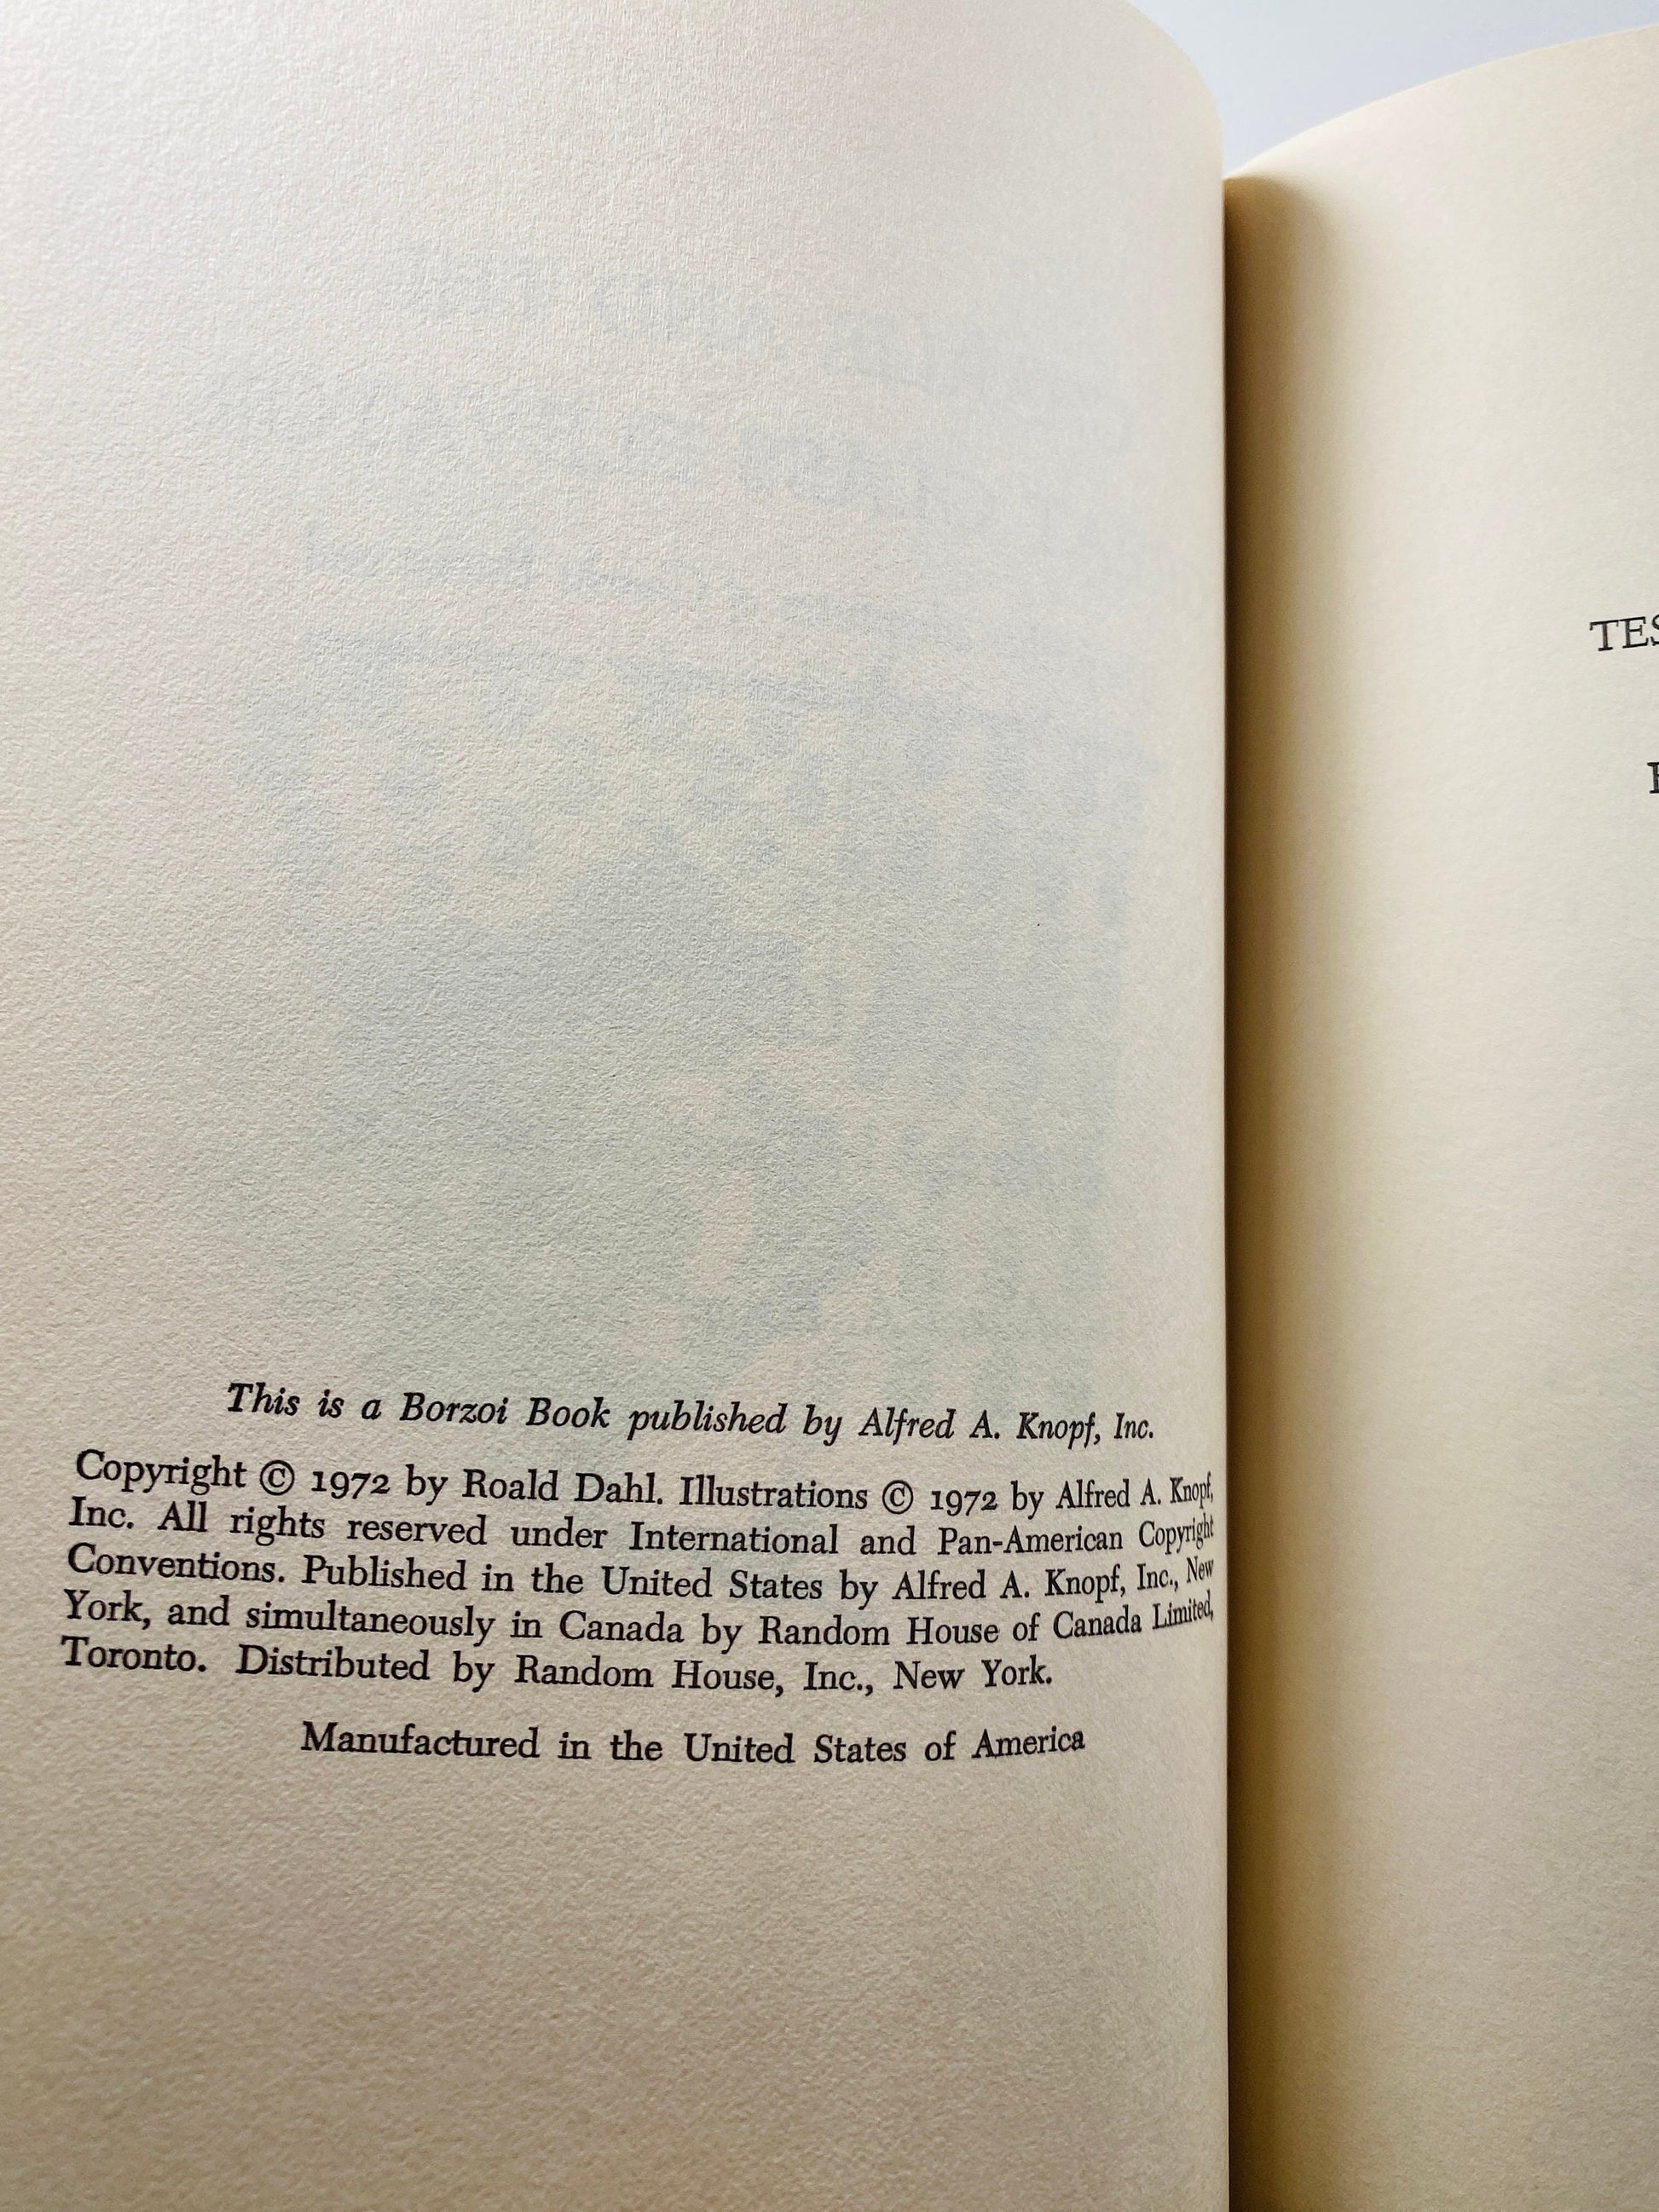 This is a Borzoi Book published by Alfred A. Knopf, Inc.
Copyright © 1972 by Roald Dahl. Illustrations © 1972 by Alfred A. Knopf,
Inc. All rights reserved under International and Pan-American Copyright
Conventions. Published in the United States by Alfred A. Knopf, Inc., New
York, and simultaneously in Canada by Random House of Canada Limited,
Toronto. Distributed by Random House, Inc., New York.
Manufactured in the United States of America
TES